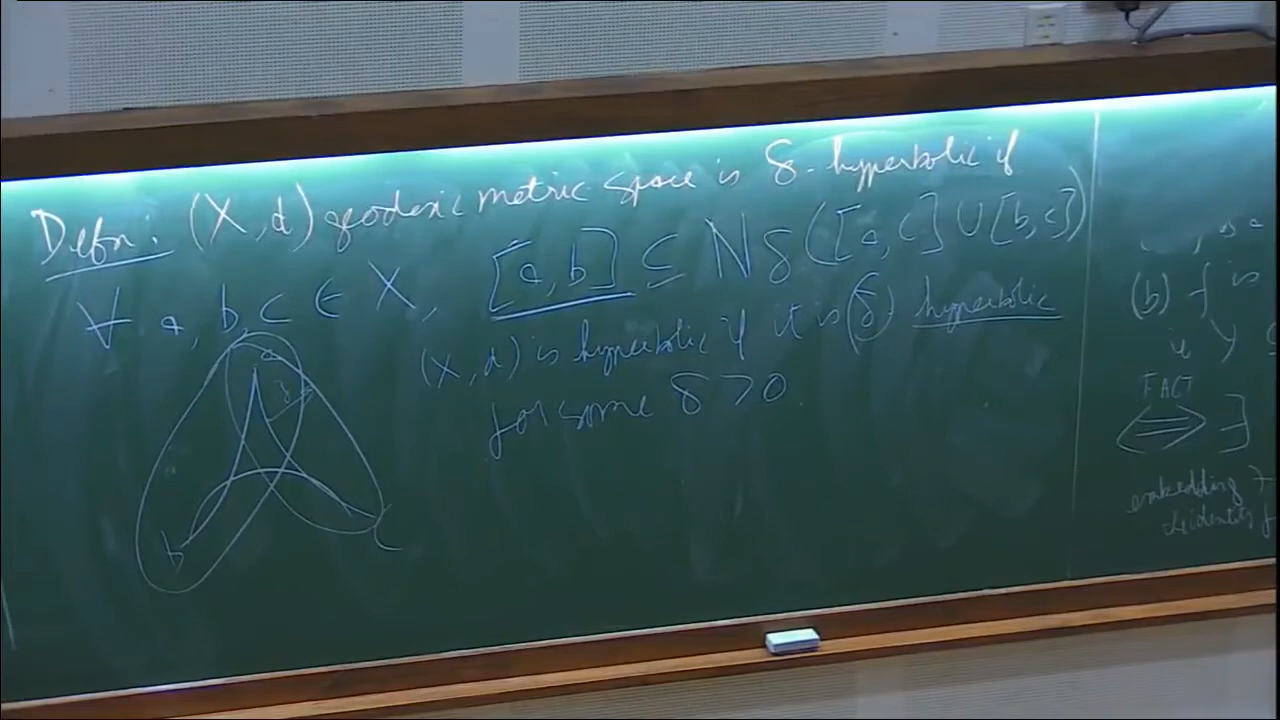 Defn: (X,d) geodesic metric space is δ-hyperbolic if
∀ a, b, c ∈ X, [a,b] ⊆ Nδ([a,c] ∪ [b,c])
(X,d) is hyperbolic if it is (δ) hyperbolic
for some δ > 0.
a
δ
b
c
(b) f is
ie Y ⊆
FACT
⟺ ∃
embedding